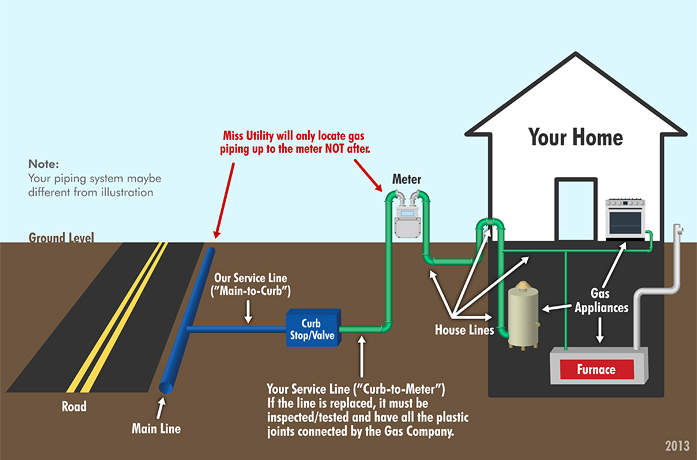 Miss Utility will only locate gas
piping up to the meter NOT after.
Your Home
Note:
Your piping system maybe
different from illustration
Meter
Ground Level
Our Service Line
("Main-to-Curb")
Curb
Stop/Valve
House Lines
Gas
Appliances
Furnace
Your Service Line ("Curb-to-Meter")
If the line is replaced, it must be
inspected/tested and have all the plastic
joints connected by the Gas Company.
Road
Main Line
2013